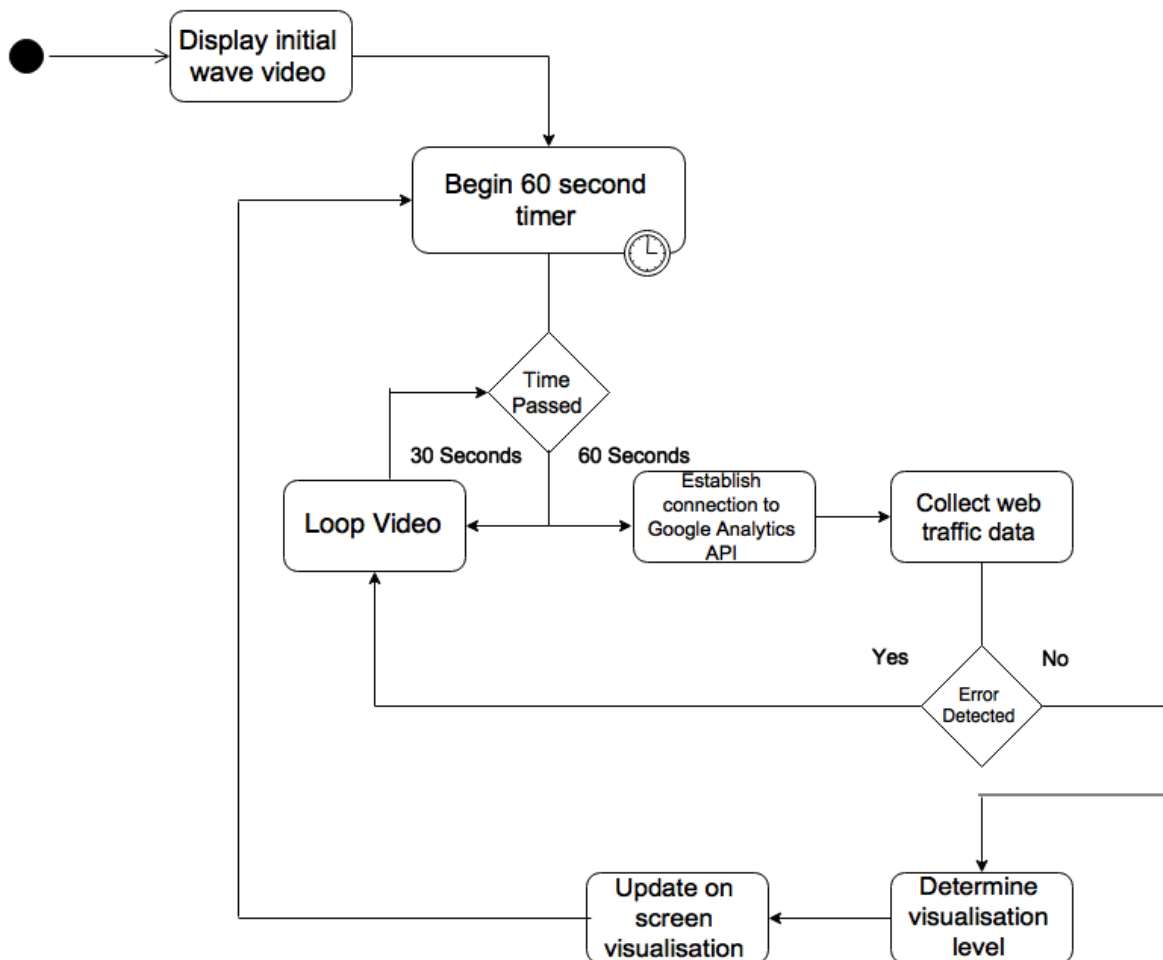 Display initial
wave video
Begin 60 second
timer
Time
Passed
30 Seconds
60 Seconds
Loop Video
Establish
connection to
Google Analytics
API
Collect web
traffic data
Yes
No
Error
Detected
Update on
screen
visualisation
Determine
visualisation
level